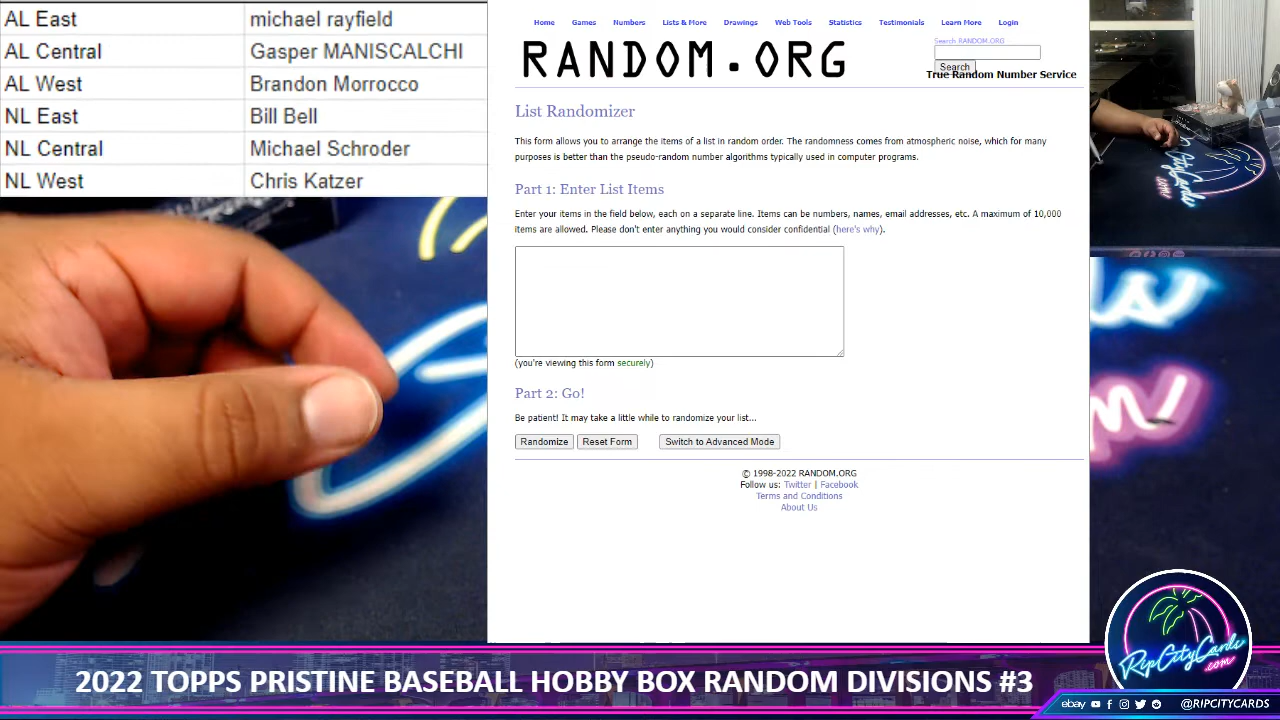 AL East michael rayfield
AL Central Gasper MANISCALCHI
AL West Brandon Morrocco
NL East Bill Bell
NL Central Michael Schroder
NL West Chris Katzer
Home Games Numbers Lists & More Drawings Web Tools Statistics Testimonials Learn More Login
RANDOM.ORG
Search RANDOM.ORG
Search
True Random Number Service
List Randomizer
This form allows you to arrange the items of a list in random order. The randomness comes from atmospheric noise, which for many
purposes is better than the pseudo-random number algorithms typically used in computer programs.
Part 1: Enter List Items
Enter your items in the field below, each on a separate line. Items can be numbers, names, email addresses, etc. A maximum of 10,000
items are allowed. Please don't enter anything you would consider confidential (here's why).
(you're viewing this form securely)
Part 2: Go!
Be patient! It may take a little while to randomize your list...
Randomize Reset Form Switch to Advanced Mode
© 1998-2022 RANDOM.ORG
Follow us: Twitter | Facebook
Terms and Conditions
About Us
RipCityCards
.com
RipCityCards
.com
2022 TOPPS PRISTINE BASEBALL HOBBY BOX RANDOM DIVISIONS #3
ebay @RIPCITYCARDS